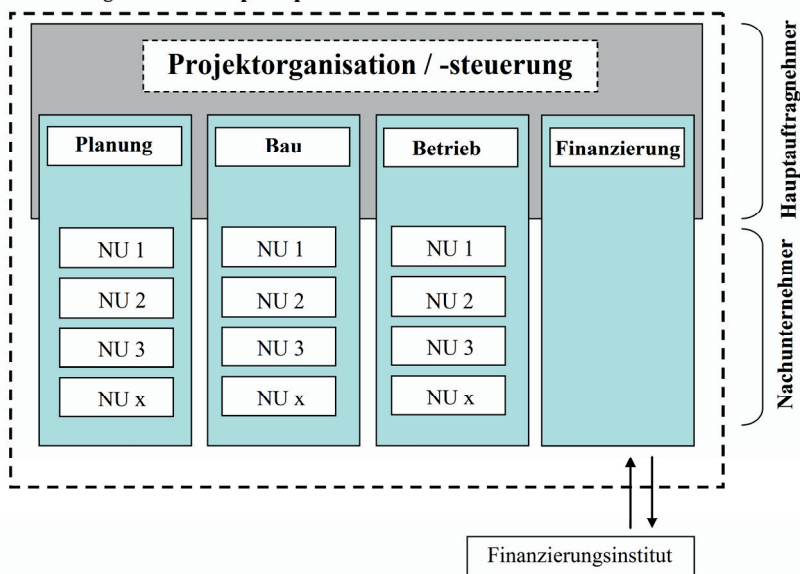 Projektorganisation / -steuerung
Planung
Bau
Betrieb
Finanzierung
NU 1
NU 2
NU 3
NU x
NU 1
NU 2
NU 3
NU x
NU 1
NU 2
NU 3
NU x
Hauptauftragnehmer
Nachunternehmer
Finanzierungsinstitut